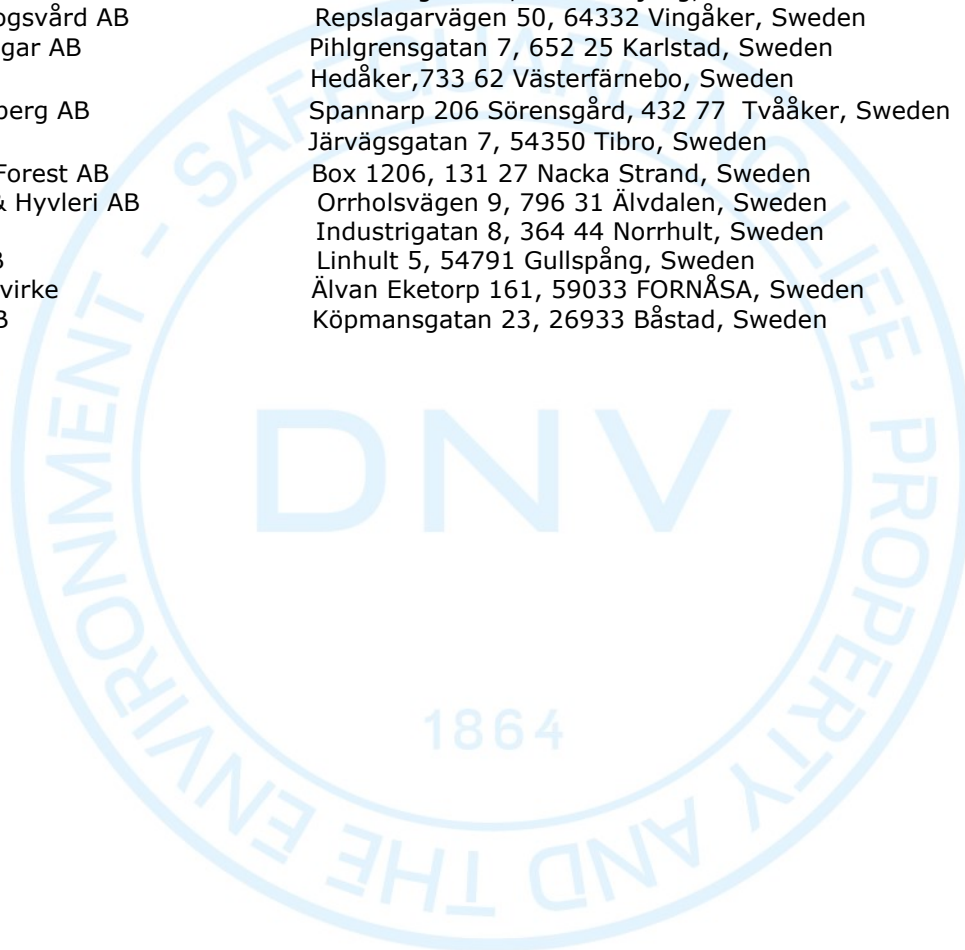 ogsvård AB Repslagarvägen 50, 64332 Vingåker, Sweden
gar AB Pihlgrensgatan 7, 652 25 Karlstad, Sweden
Hedåker,733 62 Västerfärnebo, Sweden
berg AB Spannarp 206 Sörensgård, 432 77 Tvååker, Sweden
Järvägsgatan 7, 54350 Tibro, Sweden
Forest AB Box 1206, 131 27 Nacka Strand, Sweden
& Hyvleri AB Orrholsvägen 9, 796 31 Älvdalen, Sweden
Industrigatan 8, 364 44 Norrhult, Sweden
B Linhult 5, 54791 Gullspång, Sweden
virke Älvan Eketorp 161, 59033 FORNÅSA, Sweden
B Köpmansgatan 23, 26933 Båstad, Sweden
SAFEGUARDING LIFE, PROPERTY AND THE ENVIRONMENT -
DNV
1864